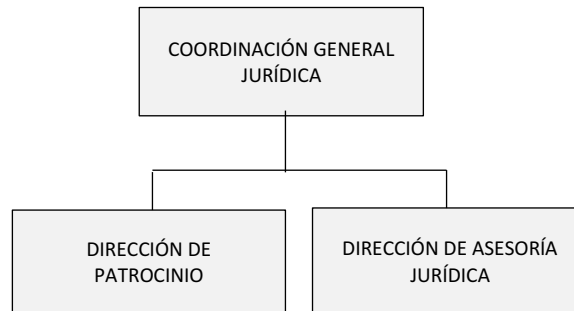 COORDINACIÓN GENERAL
JURÍDICA
DIRECCIÓN DE
PATROCINIO
DIRECCIÓN DE ASESORÍA
JURÍDICA